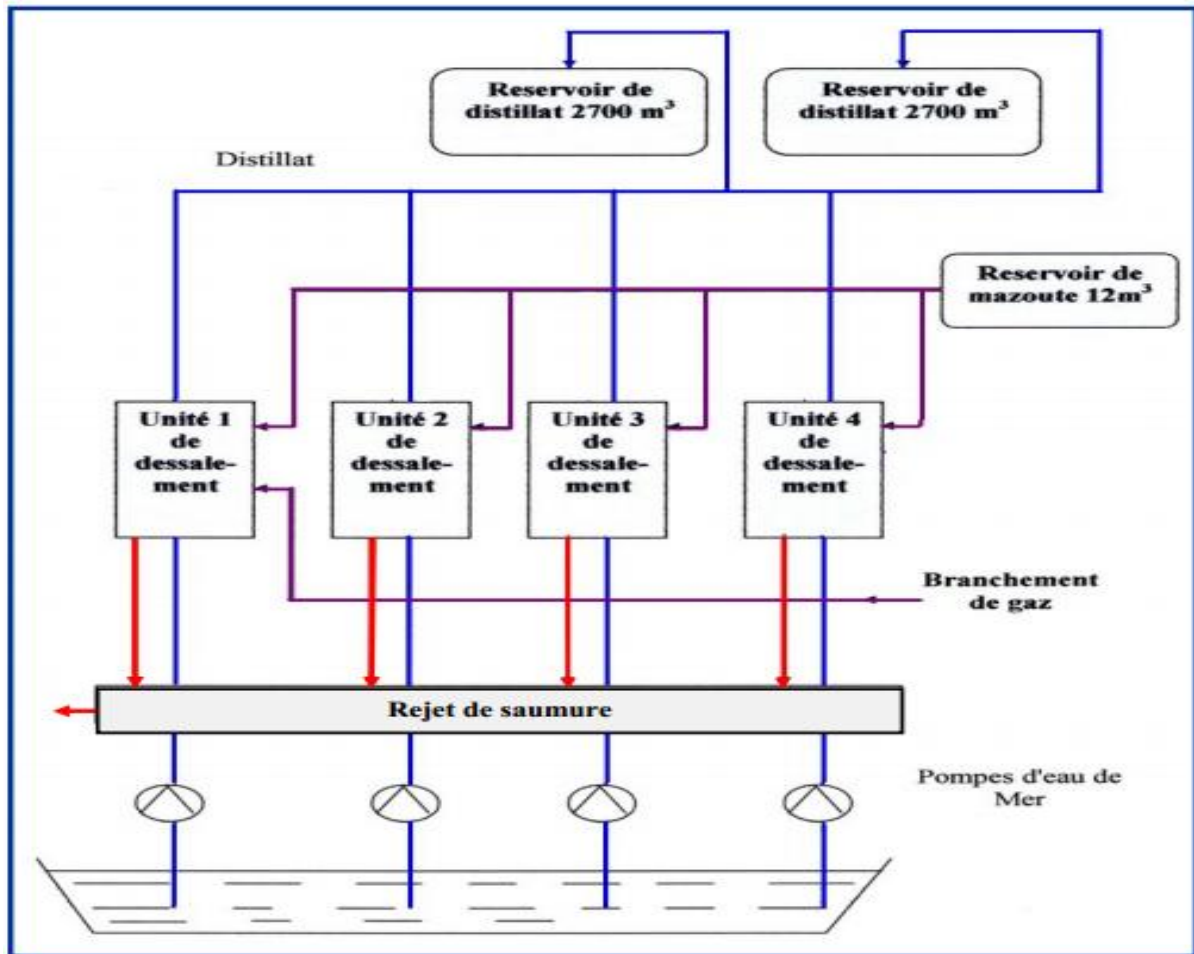 Reservoir de
distillat 2700 m³
Reservoir de
distillat 2700 m³
Distillat
Reservoir de
mazoute 12m³
Unité 1
de
dessale-
ment
Unité 2
de
dessale-
ment
Unité 3
de
dessale-
ment
Unité 4
de
dessale-
ment
Branchement
de gaz
Rejet de saumure
Pompes d'eau de
Mer